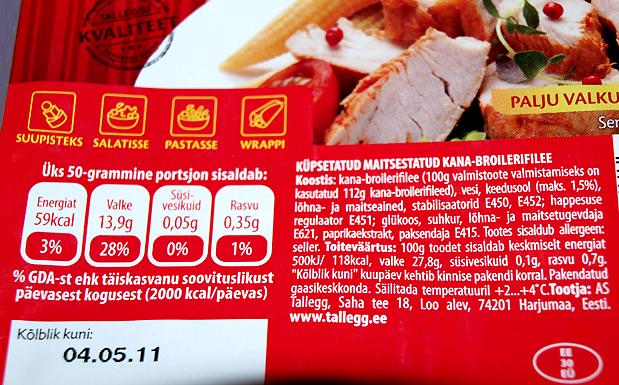 TALLEGG
KVALITEET
PALJU VALKU
SUUPISTEKS SALATISSE PASTASSE WRAPPI
Üks 50-grammine portsjon sisaldab:
Energiat Valke Süsi-vesikuid Rasvu
59kcal 13,9g 0,05g 0,35g
3% 28% 0% 1%
% GDA-st ehk täiskasvanu soovituslikust
päevasest kogusest (2000 kcal/päevas)
Kõlblik kuni:
04.05.11
KÜPSETATUD MAITSESTATUD KANA-BROILERIFILEE
Koostis: kana-broilerifilee (100g valmistoote valmistamiseks on
kasutatud 112g kana-broilerifileed), vesi, keedusool (maks. 1,5%),
lõhna- ja maitseained, stabilisaatorid E450, E452; happesuse
regulaator E451; glükoos, suhkur, lõhna- ja maitsetugevdaja
E621, paprikaekstrakt, paksendaja E415. Tootes sisaldub allergeen:
seller. Toiteväärtus: 100g toodet sisaldab keskmiselt energiat
500kJ/ 118kcal, valke 27,8g, süsivesikuid 0,1g, rasvu 0,7g.
"Kõlblik kuni" kuupäev kehtib kinnise pakendi korral. Pakendatud
gaasikeskkonda. Säilitada temperatuuril +2...+4°C. Tootja: AS
Tallegg, Saha tee 18, Loo alev, 74201 Harjumaa, Eesti.
www.tallegg.ee
EE
30
EÜ